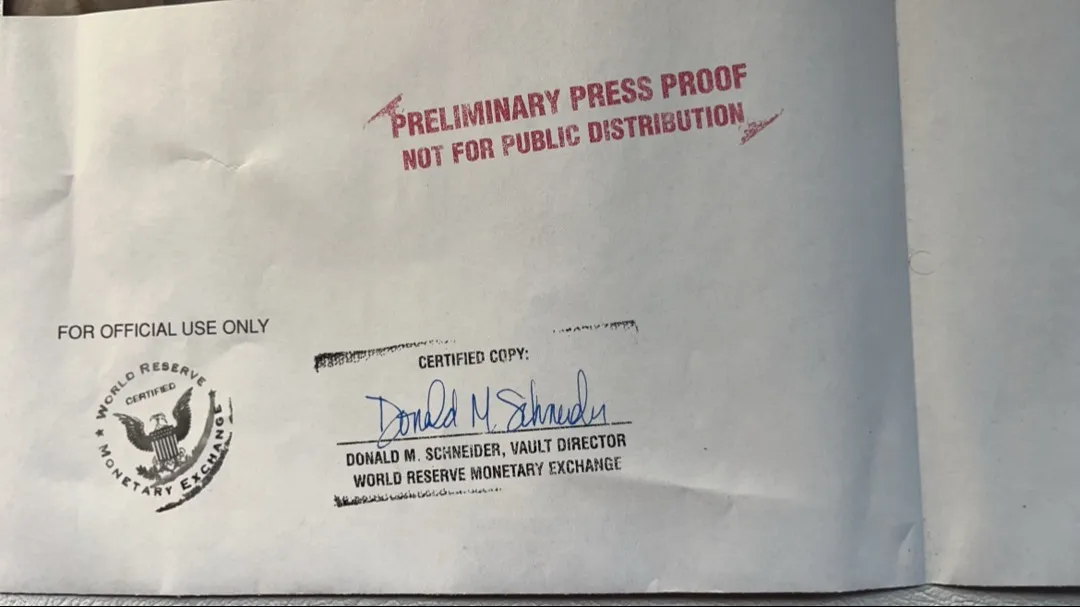 PRELIMINARY PRESS PROOF
NOT FOR PUBLIC DISTRIBUTION
FOR OFFICIAL USE ONLY
WORLD RESERVE
CERTIFIED
★ MONETARY EXCHANGE ★
CERTIFIED COPY:
Donald M. Schneider
DONALD M. SCHNEIDER, VAULT DIRECTOR
WORLD RESERVE MONETARY EXCHANGE